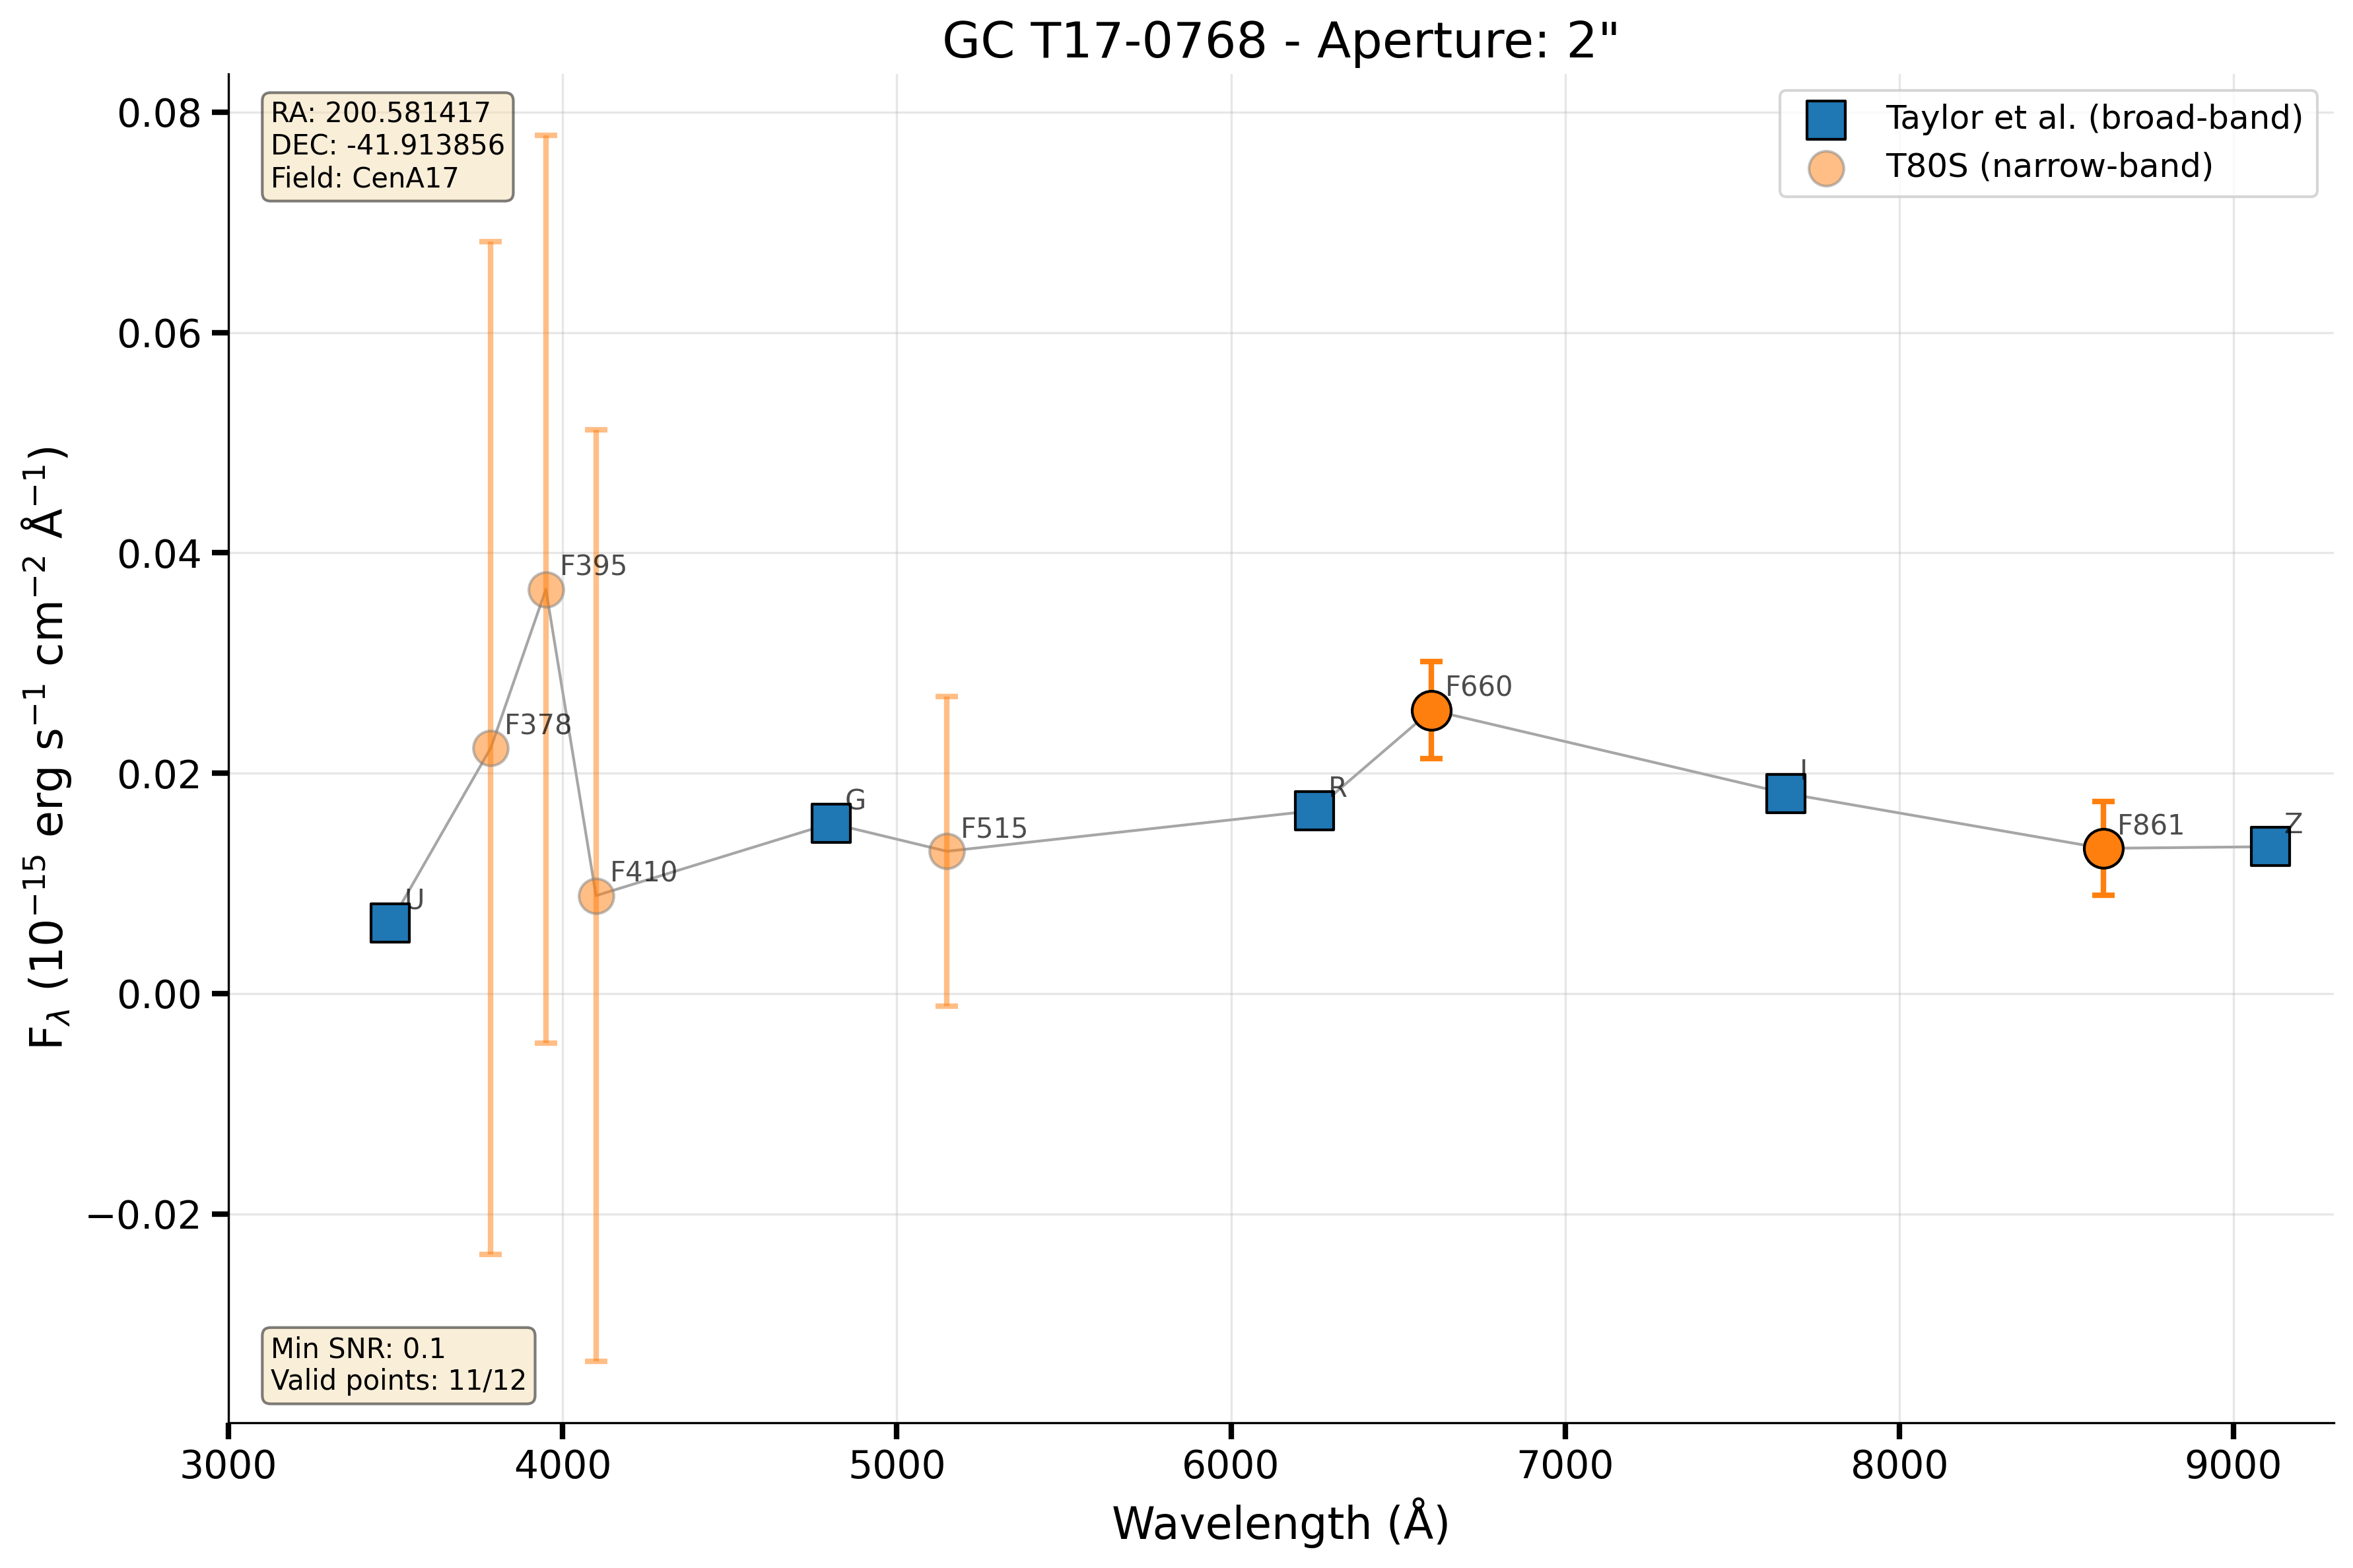 GC T17-0768 - Aperture: 2"
RA: 200.581417
DEC: -41.913856
Field: CenA17
Taylor et al. (broad-band)
T80S (narrow-band)
0.08
0.06
0.04
0.02
0.00
−0.02
F395
F378
F660
I
R
G
F515
F861
Z
F410
U
Min SNR: 0.1
Valid points: 11/12
3000
4000
5000
6000
7000
8000
9000
Wavelength (Å)
Fλ (10⁻¹⁵ erg s⁻¹ cm⁻² Å⁻¹)